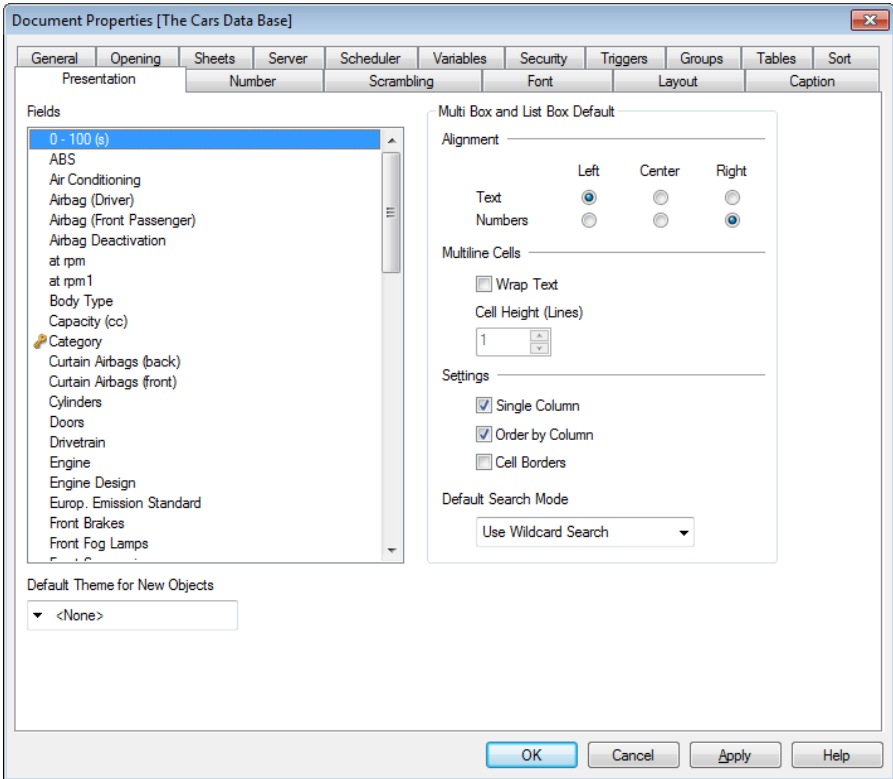 Document Properties [The Cars Data Base]
General Opening Sheets Server Scheduler Variables Security Triggers Groups Tables Sort
Presentation Number Scrambling Font Layout Caption
Fields
0 - 100 (s)
ABS
Air Conditioning
Airbag (Driver)
Airbag (Front Passenger)
Airbag Deactivation
at rpm
at rpm1
Body Type
Capacity (cc)
Category
Curtain Airbags (back)
Curtain Airbags (front)
Cylinders
Doors
Drivetrain
Engine
Engine Design
Europ. Emission Standard
Front Brakes
Front Fog Lamps
Default Theme for New Objects
<None>
Multi Box and List Box Default
Alignment
Left Center Right
Text
Numbers
Multiline Cells
Wrap Text
Cell Height (Lines)
1
Settings
Single Column
Order by Column
Cell Borders
Default Search Mode
Use Wildcard Search
OK Cancel Apply Help